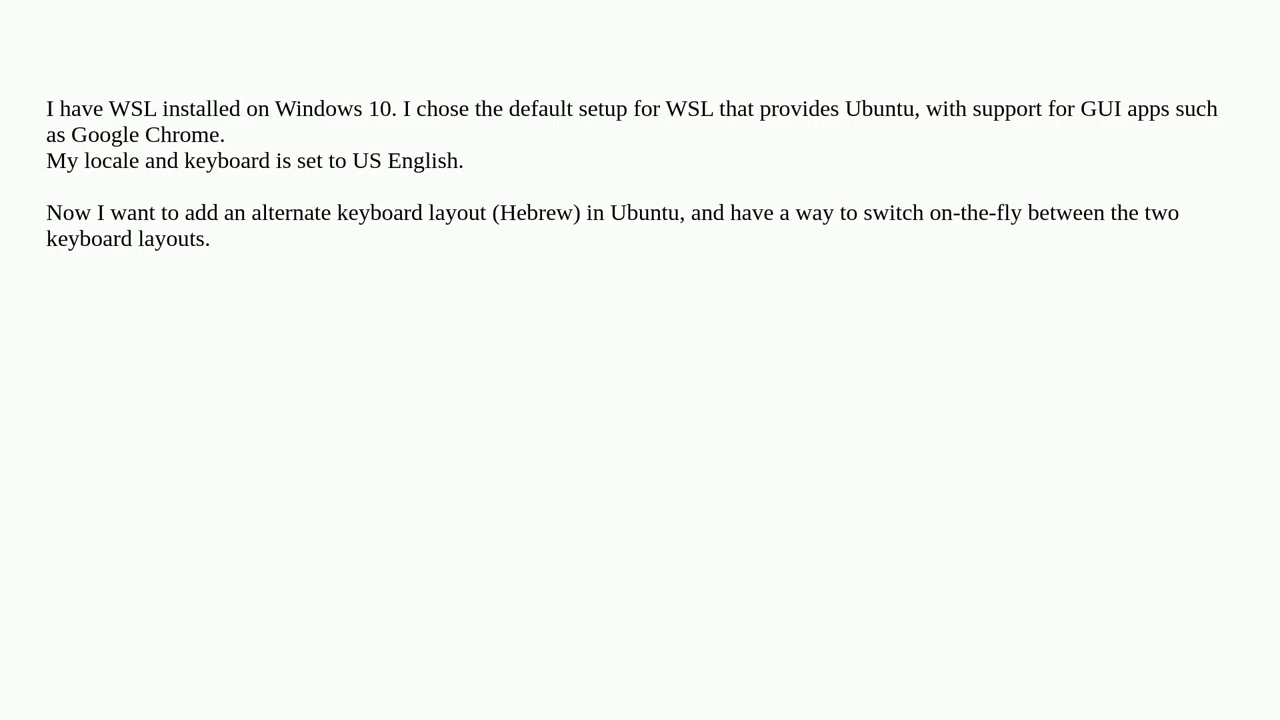 I have WSL installed on Windows 10. I chose the default setup for WSL that provides Ubuntu, with support for GUI apps such
as Google Chrome.
My locale and keyboard is set to US English.
Now I want to add an alternate keyboard layout (Hebrew) in Ubuntu, and have a way to switch on-the-fly between the two
keyboard layouts.